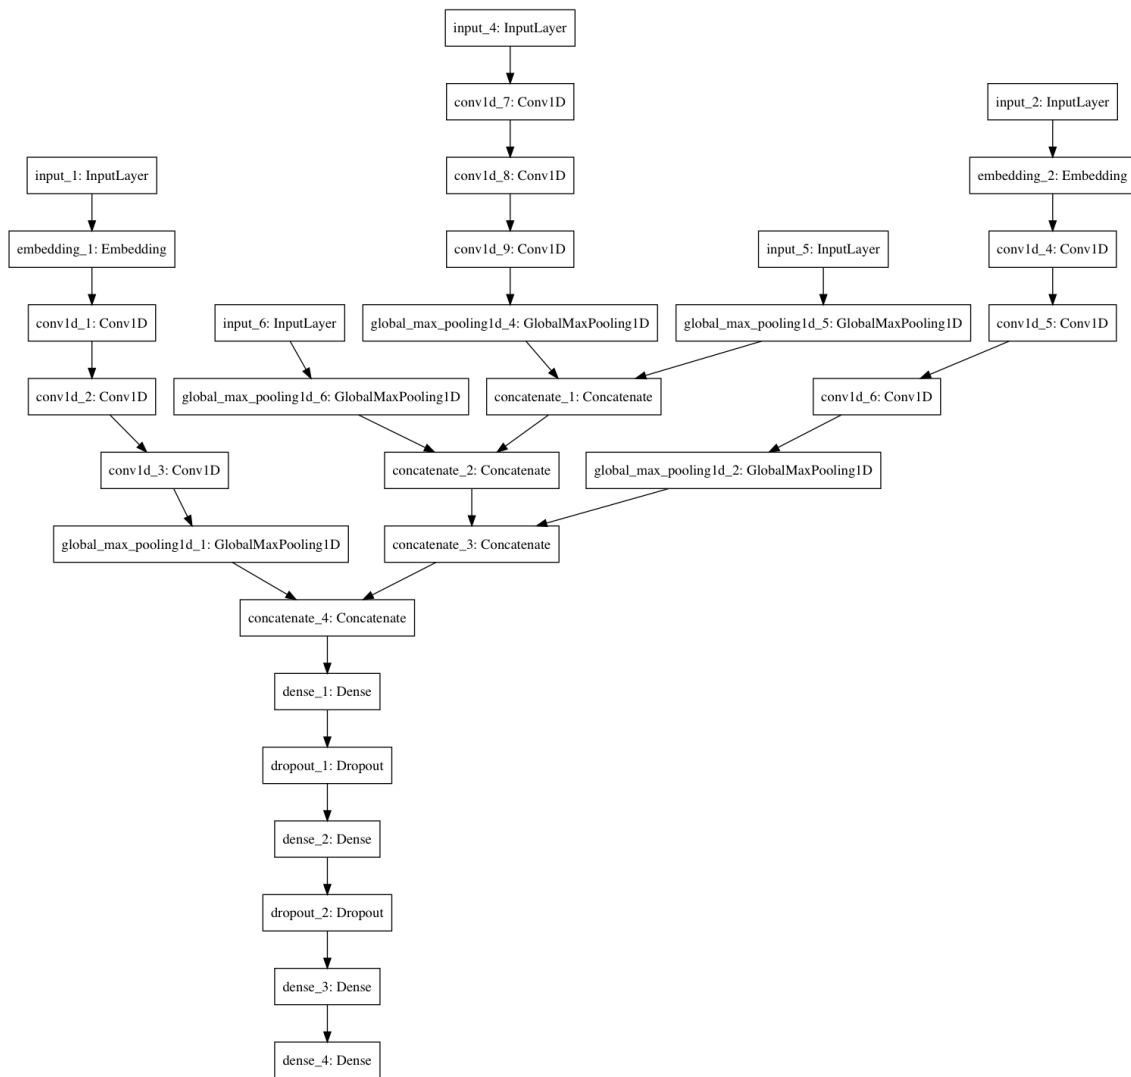 input_4: InputLayer
conv1d_7: Conv1D
input_2: InputLayer
input_1: InputLayer
conv1d_8: Conv1D
embedding_2: Embedding
embedding_1: Embedding
conv1d_9: Conv1D
input_5: InputLayer
conv1d_4: Conv1D
conv1d_1: Conv1D
input_6: InputLayer
global_max_pooling1d_4: GlobalMaxPooling1D
global_max_pooling1d_5: GlobalMaxPooling1D
conv1d_5: Conv1D
conv1d_2: Conv1D
global_max_pooling1d_6: GlobalMaxPooling1D
concatenate_1: Concatenate
conv1d_6: Conv1D
conv1d_3: Conv1D
concatenate_2: Concatenate
global_max_pooling1d_2: GlobalMaxPooling1D
global_max_pooling1d_1: GlobalMaxPooling1D
concatenate_3: Concatenate
concatenate_4: Concatenate
dense_1: Dense
dropout_1: Dropout
dense_2: Dense
dropout_2: Dropout
dense_3: Dense
dense_4: Dense